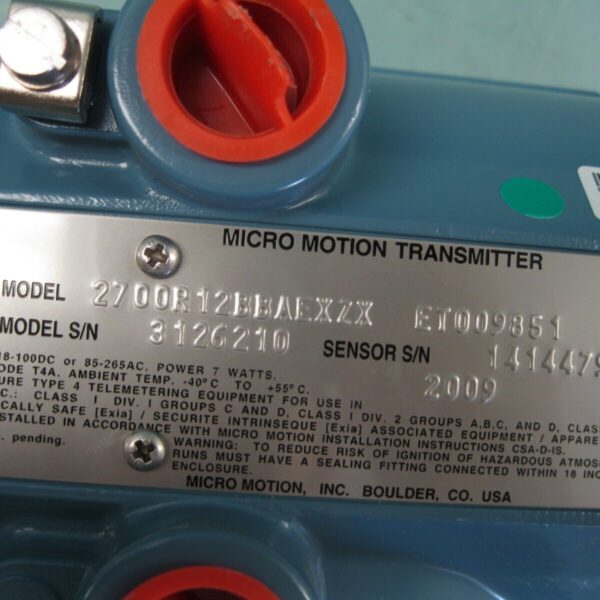 MICRO MOTION TRANSMITTER
MODEL 2700R12BBAEXZX ET009851
MODEL S/N 3126210 SENSOR S/N 1414479
2009
18-100DC or 85-265AC. POWER 7 WATTS.
ODE T4A. AMBIENT TEMP. -40°C TO +55°C.
URE TYPE 4 TELEMETERING EQUIPMENT FOR USE IN
C.: CLASS I DIV. I GROUPS C AND D. CLASS I DIV. 2 GROUPS A,B,C, AND D, CLAS
ICALLY SAFE [Exia] / SECURITE INTRINSEQUE [Exia] ASSOCIATED EQUIPMENT / APPARE
STALLED IN ACCORDANCE WITH MICRO MOTION INSTALLATION INSTRUCTIONS CSA-D-IS.
s. pending. WARNING: TO REDUCE RISK OF IGNITION OF HAZARDOUS ATMOS
RUNS MUST HAVE A SEALING FITTING CONNECTED WITHIN 18 INC
ENCLOSURE.
MICRO MOTION, INC. BOULDER, CO. USA